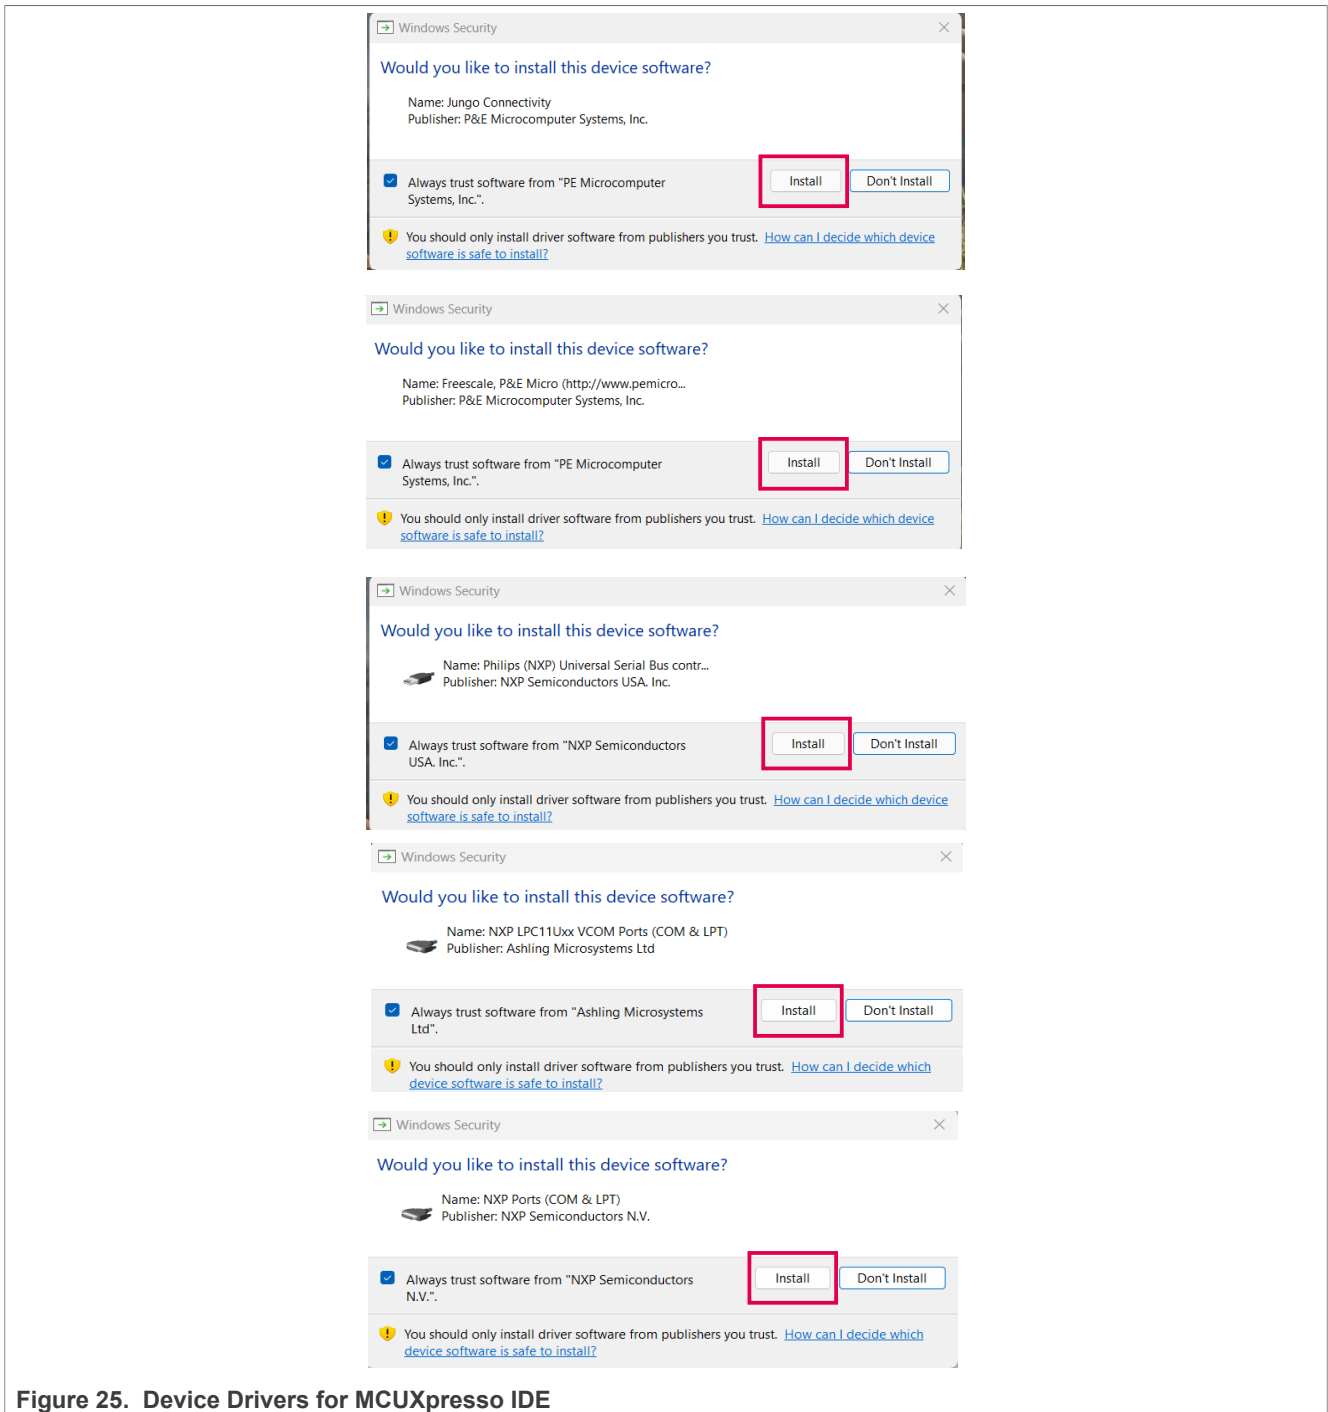 Windows Security
Would you like to install this device software?
Name: Jungo Connectivity
Publisher: P&E Microcomputer Systems, Inc.
Always trust software from "PE Microcomputer
Systems, Inc.".
Install
Don't Install
You should only install driver software from publishers you trust. How can I decide which device
software is safe to install?
Windows Security
Would you like to install this device software?
Name: Freescale, P&E Micro (http://www.pemicro...
Publisher: P&E Microcomputer Systems, Inc.
Always trust software from "PE Microcomputer
Systems, Inc.".
Install
Don't Install
You should only install driver software from publishers you trust. How can I decide which device
software is safe to install?
Windows Security
Would you like to install this device software?
Name: Philips (NXP) Universal Serial Bus contr...
Publisher: NXP Semiconductors USA. Inc.
Always trust software from "NXP Semiconductors
USA. Inc.".
Install
Don't Install
You should only install driver software from publishers you trust. How can I decide which device
software is safe to install?
Windows Security
Would you like to install this device software?
Name: NXP LPC11Uxx VCOM Ports (COM & LPT)
Publisher: Ashling Microsystems Ltd
Always trust software from "Ashling Microsystems
Ltd".
Install
Don't Install
You should only install driver software from publishers you trust. How can I decide which
device software is safe to install?
Windows Security
Would you like to install this device software?
Name: NXP Ports (COM & LPT)
Publisher: NXP Semiconductors N.V.
Always trust software from "NXP Semiconductors
N.V.".
Install
Don't Install
You should only install driver software from publishers you trust. How can I decide which
device software is safe to install?
Figure 25. Device Drivers for MCUXpresso IDE